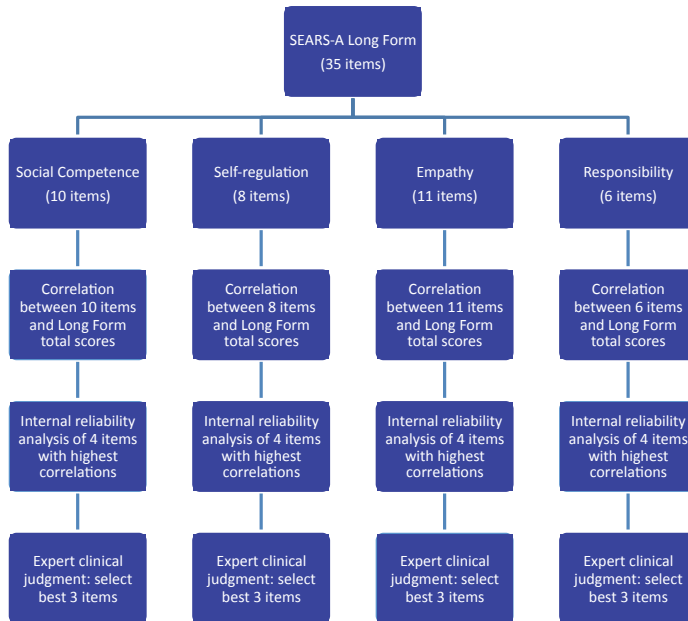 SEARS-A Long Form
(35 items)
Social Competence
(10 items)
Self-regulation
(8 items)
Empathy
(11 items)
Responsibility
(6 items)
Correlation
between 10 items
and Long Form
total scores
Correlation
between 8 items
and Long Form
total scores
Correlation
between 11 items
and Long Form
total scores
Correlation
between 6 items
and Long Form
total scores
Internal reliability
analysis of 4 items
with highest
correlations
Internal reliability
analysis of 4 items
with highest
correlations
Internal reliability
analysis of 4 items
with highest
correlations
Internal reliability
analysis of 4 items
with highest
correlations
Expert clinical
judgment: select
best 3 items
Expert clinical
judgment: select
best 3 items
Expert clinical
judgment: select
best 3 items
Expert clinical
judgment: select
best 3 items